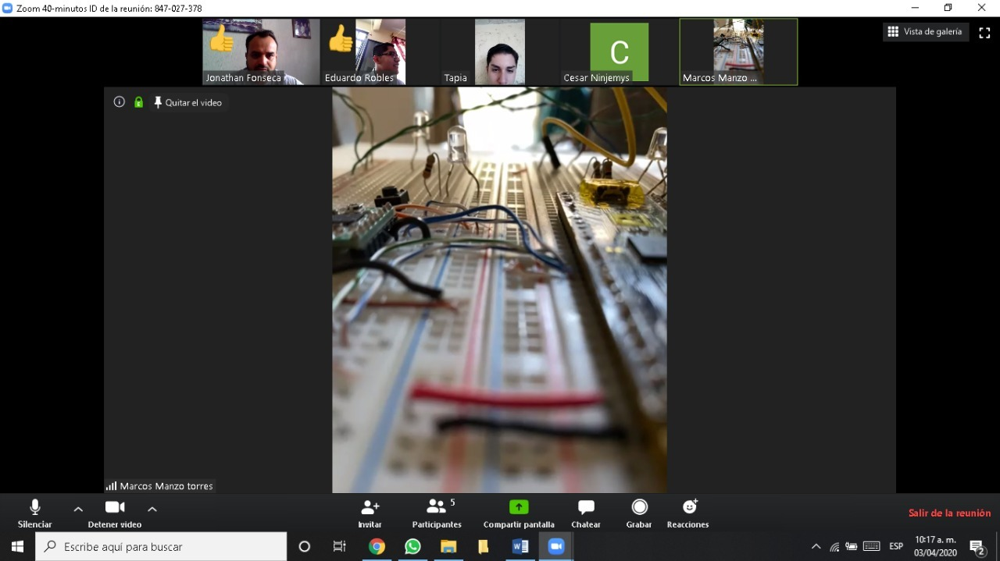 Zoom 40-minutos ID de la reunión: 847-027-378
Jonathan Fonseca
Eduardo Robles
Tapia
C
Cesar Ninjemys
Marcos Manzo ...
Vista de galería
Quitar el video
Marcos Manzo torres
Silenciar
Detener video
Invitar
Participantes
5
Compartir pantalla
Chatear
Grabar
Reacciones
Salir de la reunión
Escribe aquí para buscar
ESP
10:17 a. m.
03/04/2020
2